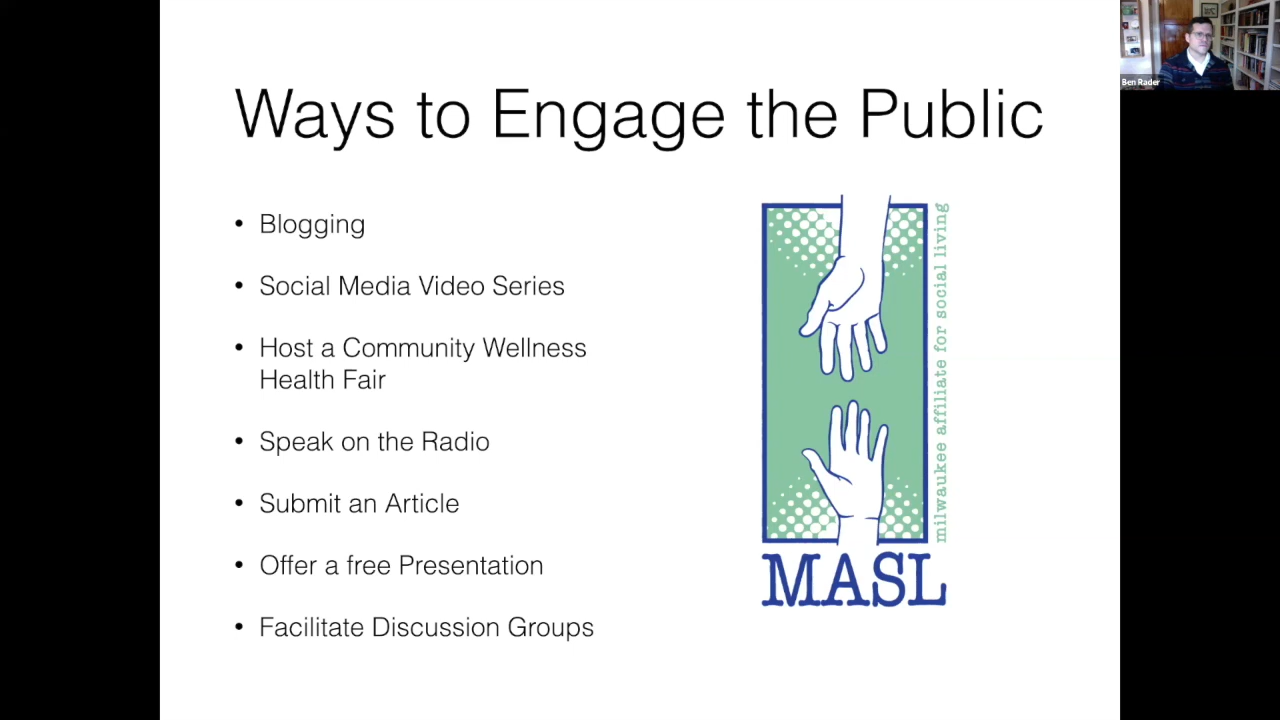 Ways to Engage the Public
• Blogging
• Social Media Video Series
• Host a Community Wellness
Health Fair
• Speak on the Radio
• Submit an Article
• Offer a free Presentation
• Facilitate Discussion Groups
milwaukee affiliate for social living
MASL
Ben Rader